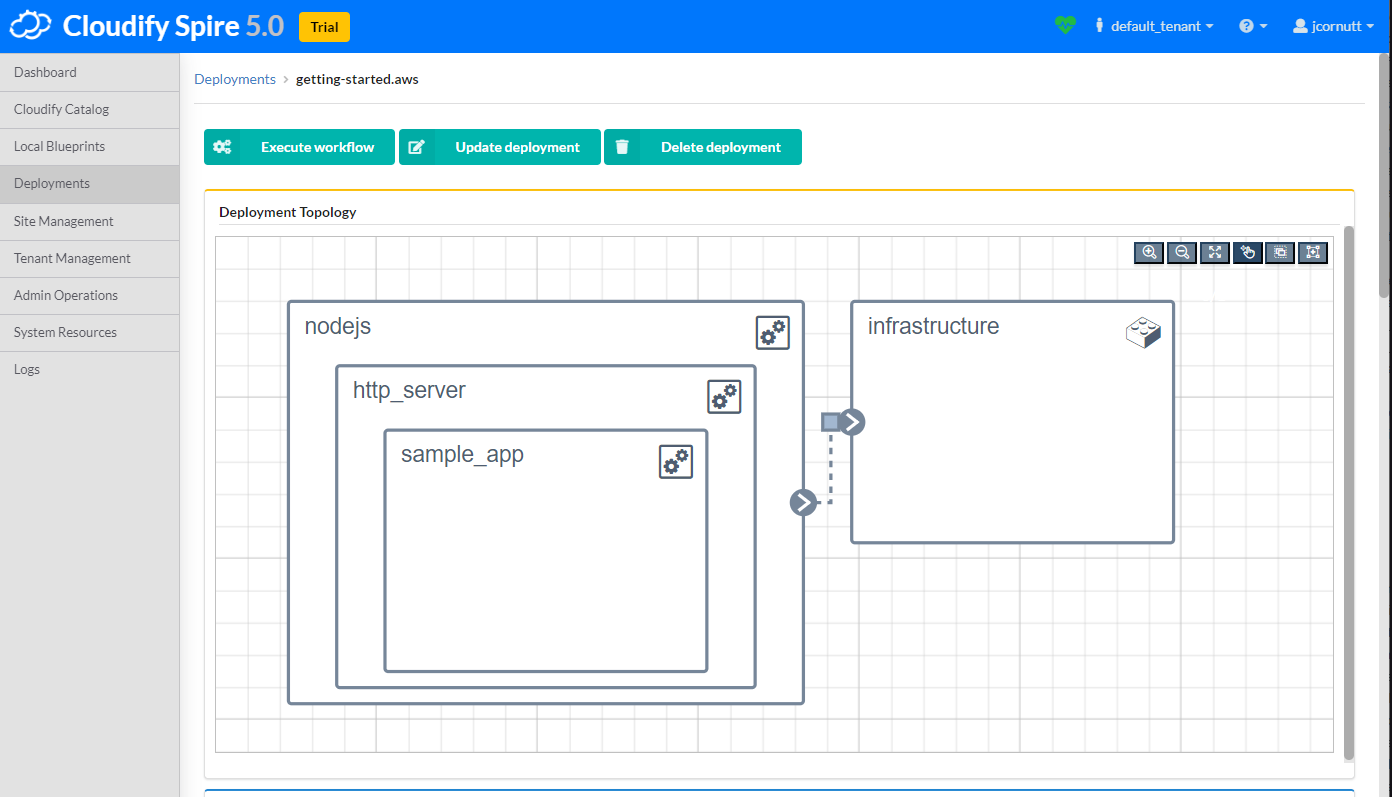 Cloudify Spire 5.0 Trial default_tenant jcornutt
Dashboard
Cloudify Catalog
Local Blueprints
Deployments
Site Management
Tenant Management
Admin Operations
System Resources
Logs
Deployments > getting-started.aws
Execute workflow Update deployment Delete deployment
Deployment Topology
nodejs
http_server
sample_app
infrastructure